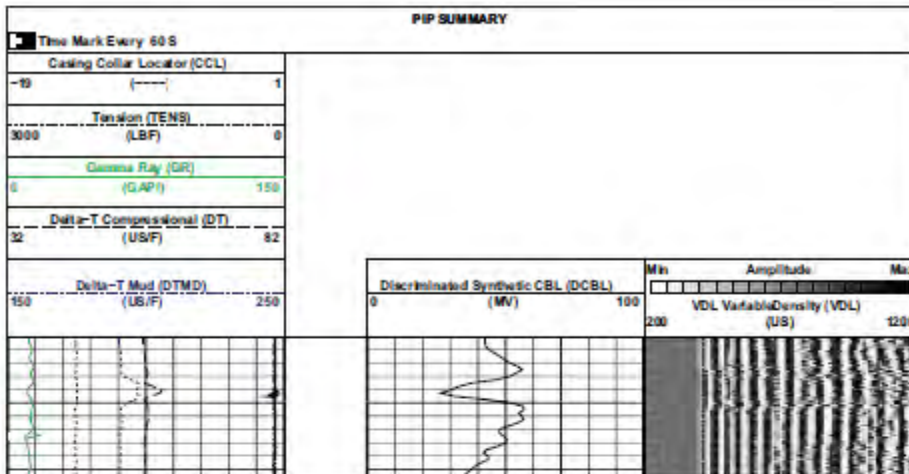 PIP SUMMARY
Time Mark Every 60 S
Casing Collar Locator (CCL)
-19 (----) 1
Tension (TENS)
3000 (LBF) 0
Gamma Ray (GR)
0 (GAPI) 150
Delta-T Compressional (DT)
32 (US/F) 82
Delta-T Mud (DTMD)
150 (US/F) 250
Discriminated Synthetic CBL (DCBL)
0 (MV) 100
Min Amplitude Max
VDL VariableDensity (VDL)
200 (US) 1200